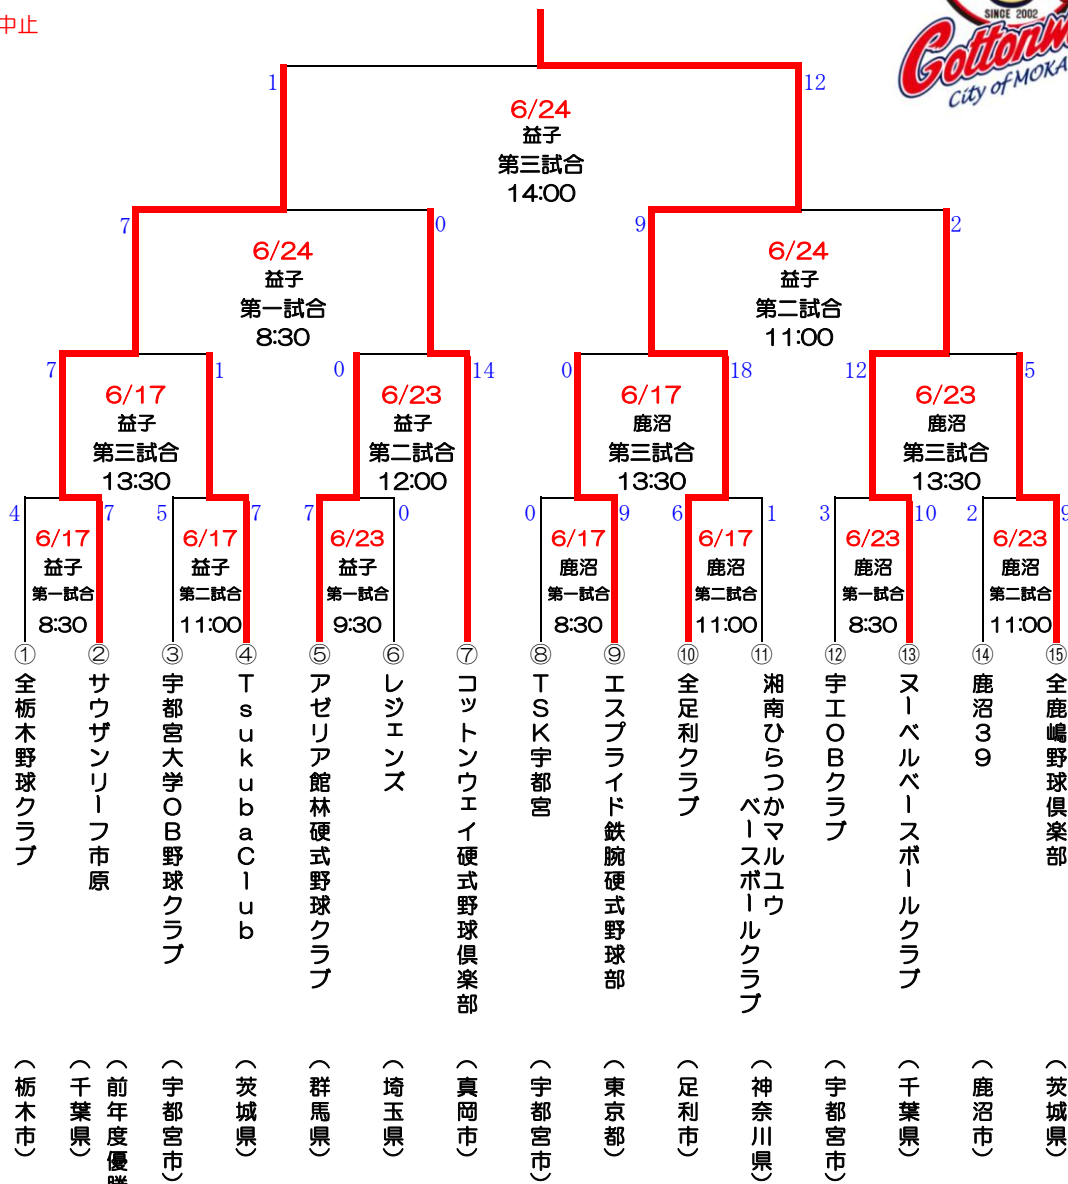 中止
SINCE 2002
City of MOKA
1
12
6/24
益子
第三試合
14:00
7
0
9
2
6/24
益子
第一試合
8:30
6/24
益子
第二試合
11:00
7
1
0
14
0
18
12
5
6/17
益子
第三試合
13:30
6/23
益子
第二試合
12:00
6/17
鹿沼
第三試合
13:30
6/23
鹿沼
第三試合
13:30
4
7
5
7
7
0
0
9
6
1
3
10
2
9
6/17
益子
第一試合
8:30
6/17
益子
第二試合
11:00
6/23
益子
第一試合
9:30
6/17
鹿沼
第一試合
8:30
6/17
鹿沼
第二試合
11:00
6/23
鹿沼
第一試合
8:30
6/23
鹿沼
第二試合
11:00
①
全栃木野球クラブ
(栃木市)
②
サウザンリーフ市原
(千葉県)
(前年度優勝
③
宇都宮大学OB野球クラブ
(宇都宮市)
④
TsukubaClub
(茨城県)
⑤
アゼリア館林硬式野球クラブ
(群馬県)
⑥
レジェンズ
(埼玉県)
⑦
コットンウェイ硬式野球倶楽部
(真岡市)
⑧
TSK宇都宮
(宇都宮市)
⑨
エスプライド鉄腕硬式野球部
(東京都)
⑩
全足利クラブ
(足利市)
⑪
湘南ひらつかマルユウ
ベースボールクラブ
(神奈川県)
⑫
宇工OBクラブ
(宇都宮市)
⑬
ヌーベルベースボールクラブ
(千葉県)
⑭
鹿沼39
(鹿沼市)
⑮
全鹿嶋野球倶楽部
(茨城県)